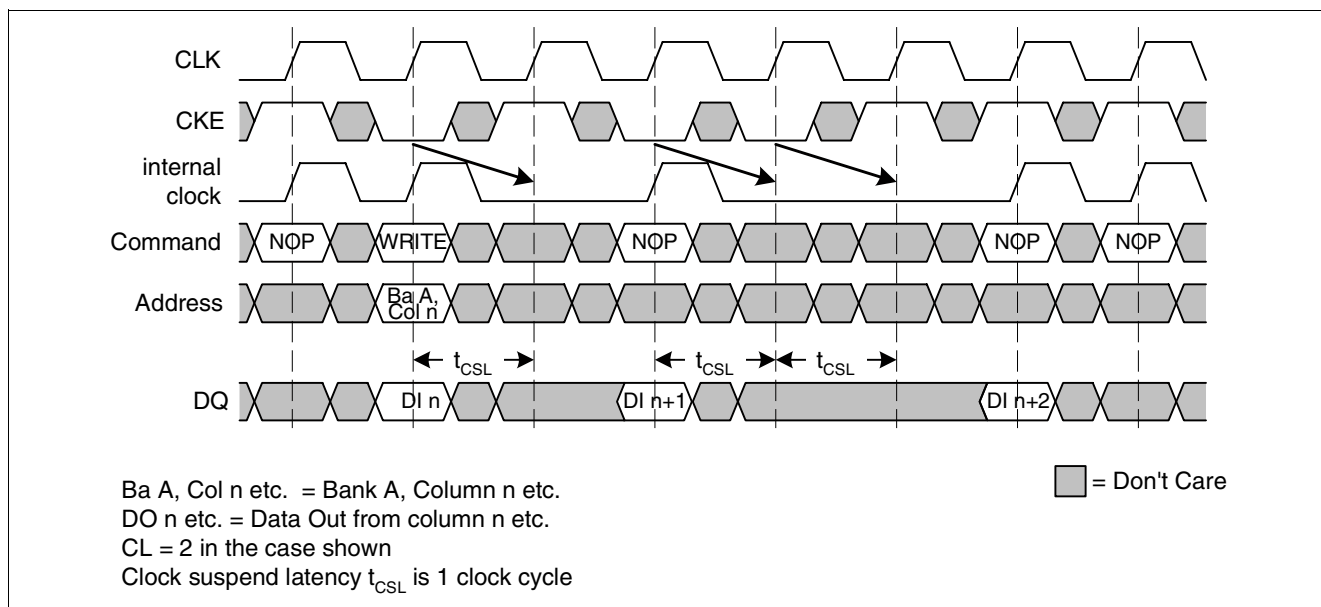 CLK
CKE
internal
clock
Command NOP WRITE NOP NOP NOP
Address Ba A,
Col n
tCSL tCSL tCSL
DQ DI n DI n+1 DI n+2
Ba A, Col n etc. = Bank A, Column n etc.
= Don't Care
DO n etc. = Data Out from column n etc.
CL = 2 in the case shown
Clock suspend latency tCSL is 1 clock cycle